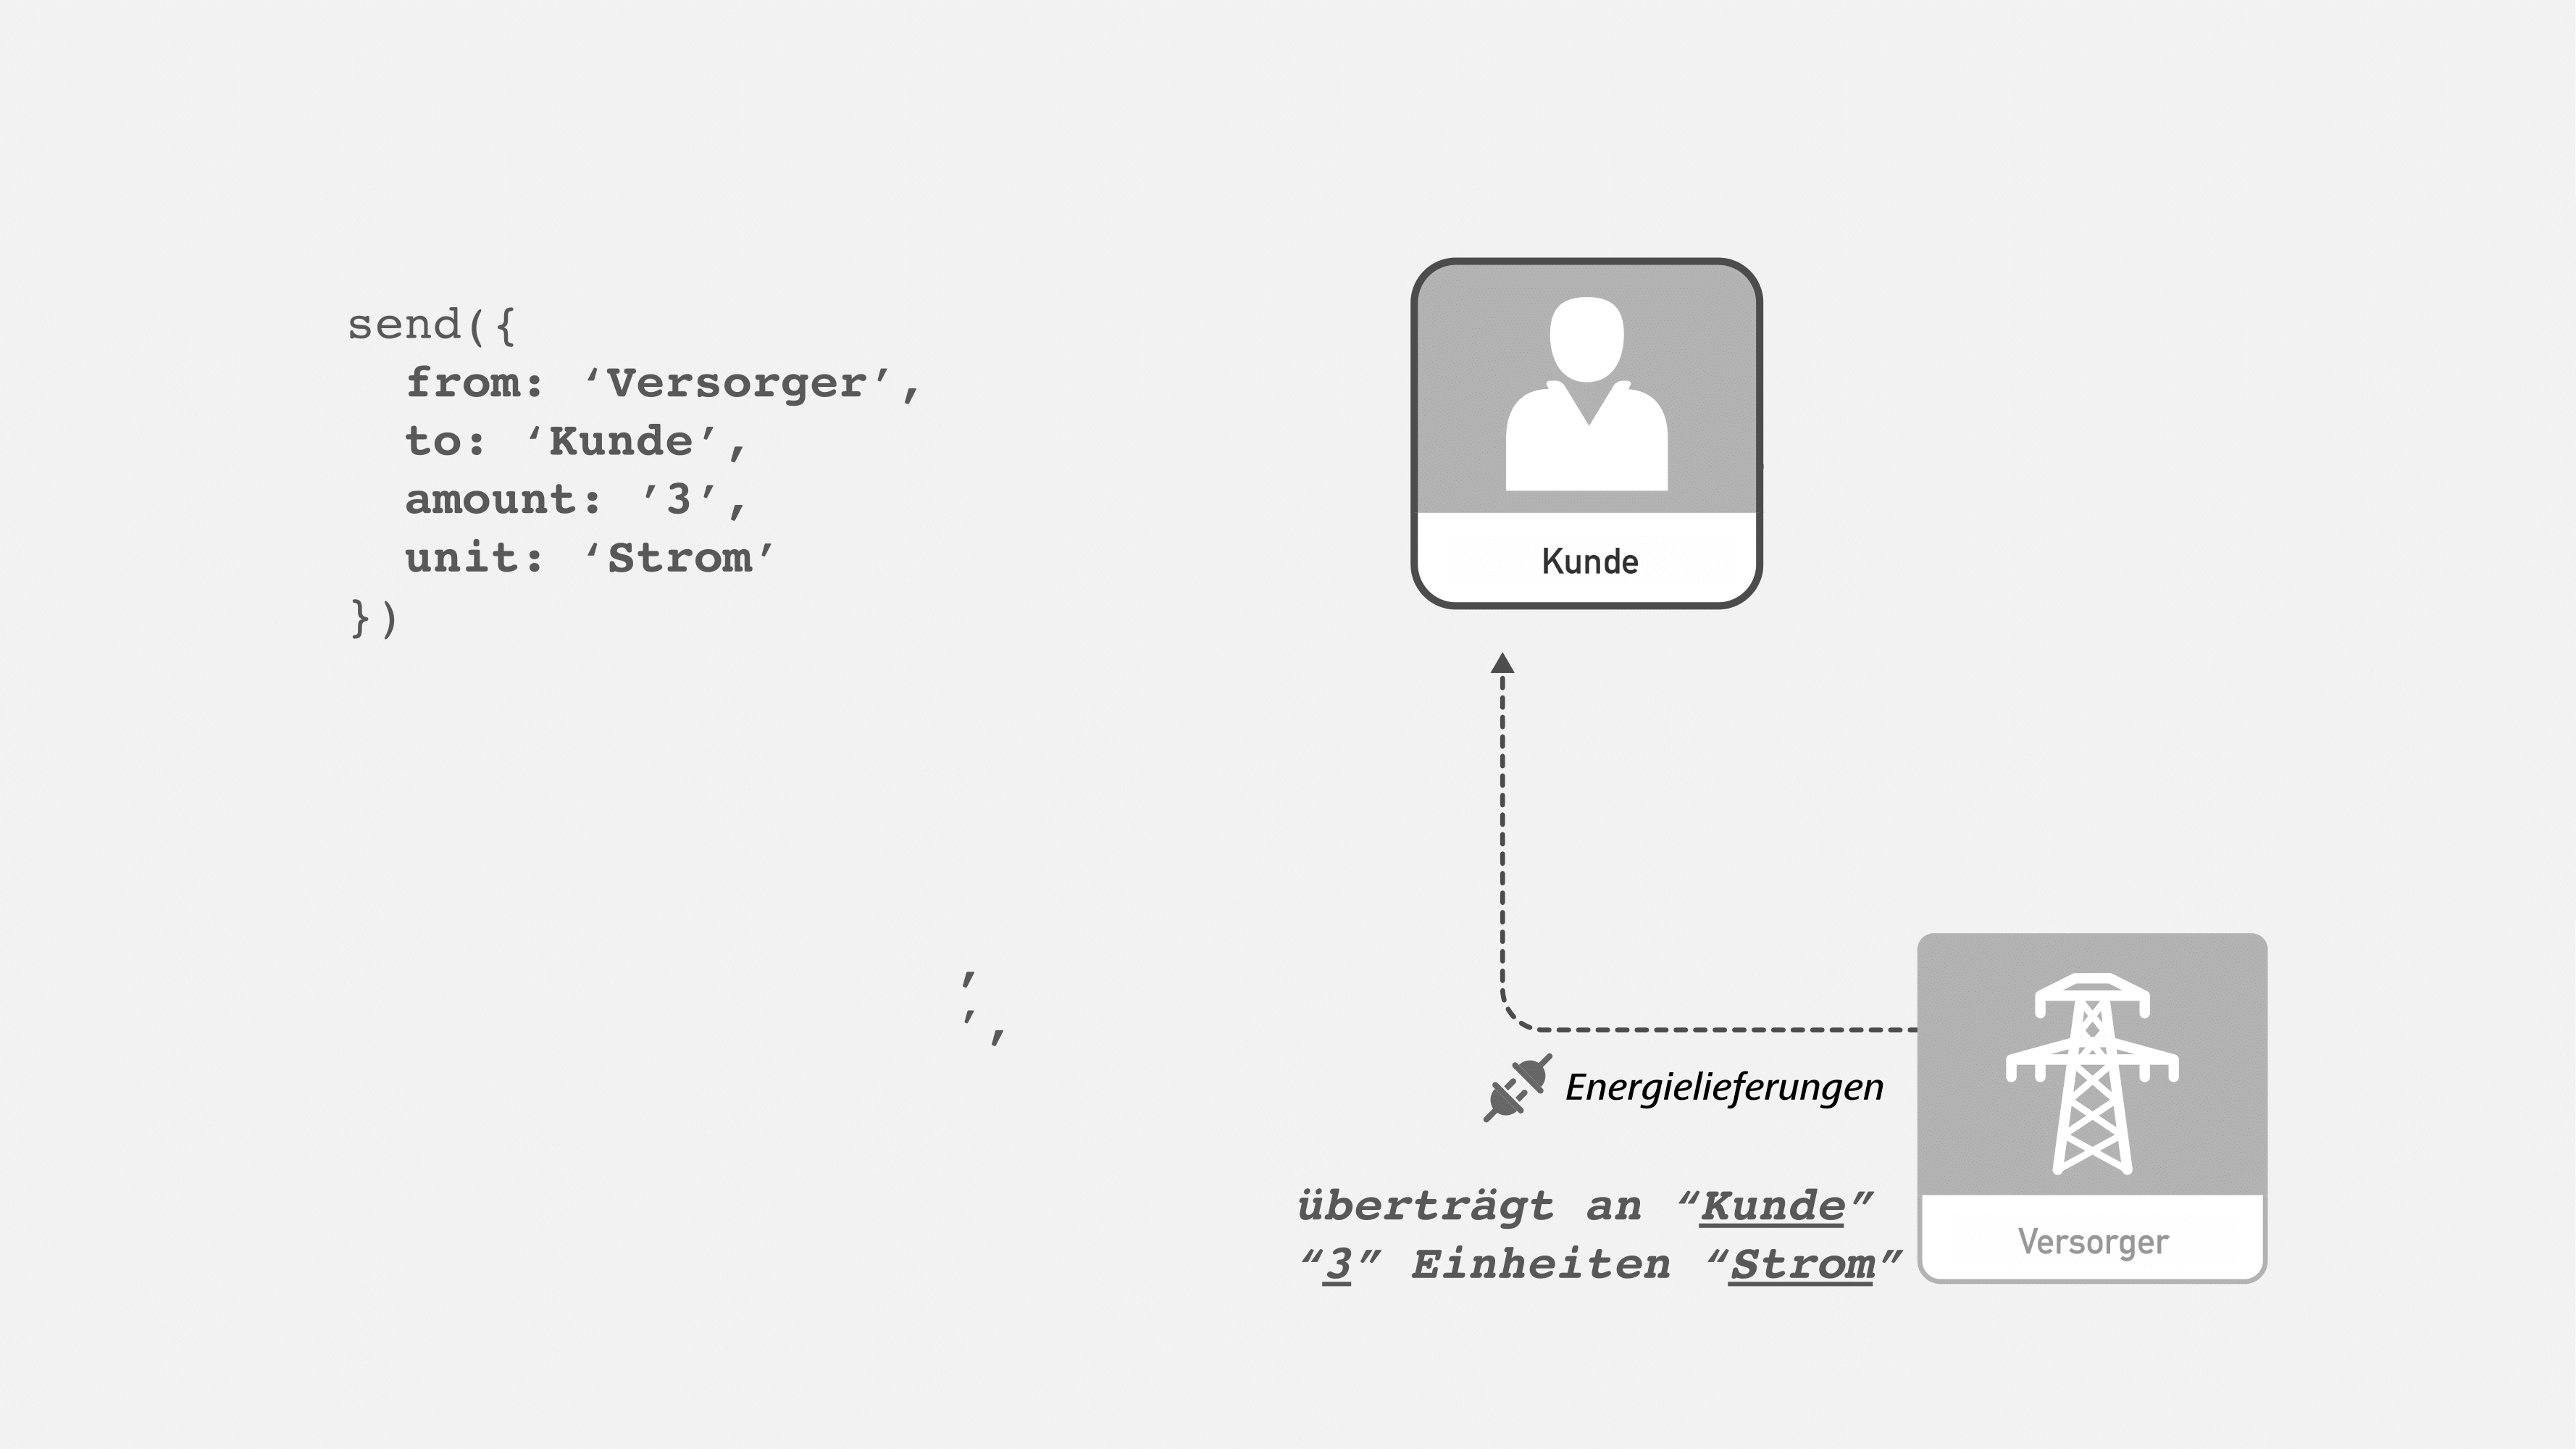 send({
from: ‘Versorger’,
to: ‘Kunde’,
amount: ’3’,
unit: ‘Strom’
})
’
’,
Kunde
Energielieferungen
überträgt an “Kunde”
“3” Einheiten “Strom”
Versorger